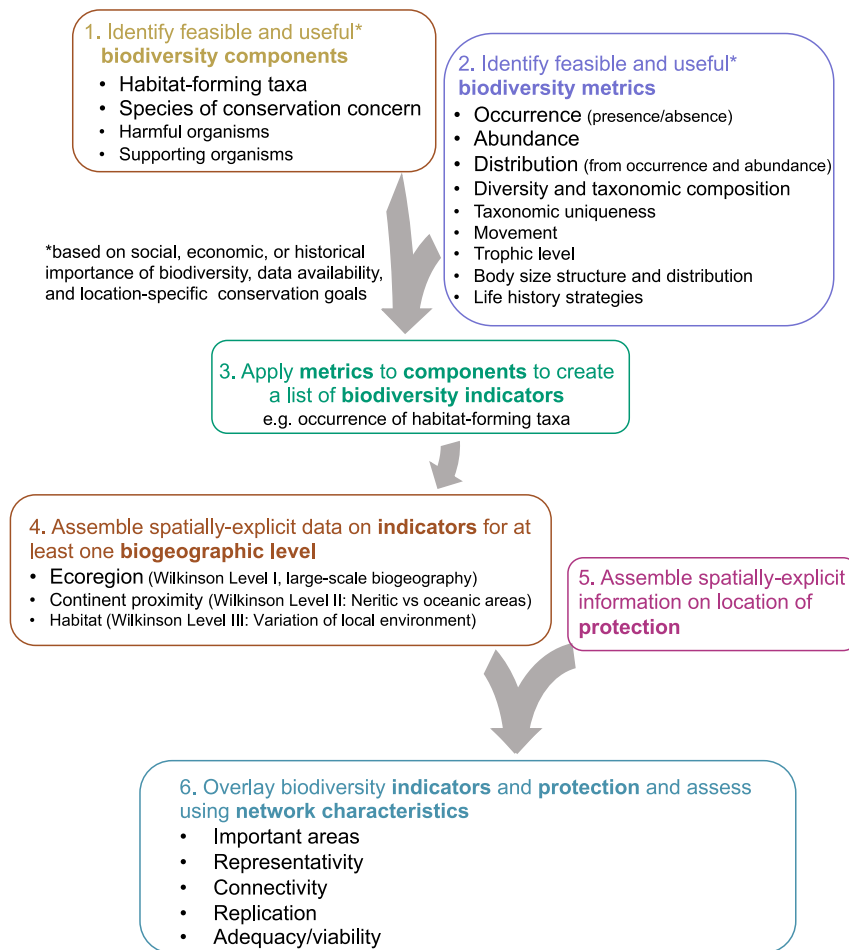 1. Identify feasible and useful*
biodiversity components
• Habitat-forming taxa
• Species of conservation concern
• Harmful organisms
• Supporting organisms
2. Identify feasible and useful*
biodiversity metrics
• Occurrence (presence/absence)
• Abundance
• Distribution (from occurrence and abundance)
• Diversity and taxonomic composition
• Taxonomic uniqueness
• Movement
• Trophic level
• Body size structure and distribution
• Life history strategies
*based on social, economic, or historical
importance of biodiversity, data availability,
and location-specific conservation goals
3. Apply metrics to components to create
a list of biodiversity indicators
e.g. occurrence of habitat-forming taxa
4. Assemble spatially-explicit data on indicators for at
least one biogeographic level
• Ecoregion (Wilkinson Level I, large-scale biogeography)
• Continent proximity (Wilkinson Level II: Neritic vs oceanic areas)
• Habitat (Wilkinson Level III: Variation of local environment)
5. Assemble spatially-explicit
information on location of
protection
6. Overlay biodiversity indicators and protection and assess
using network characteristics
• Important areas
• Representativity
• Connectivity
• Replication
• Adequacy/viability